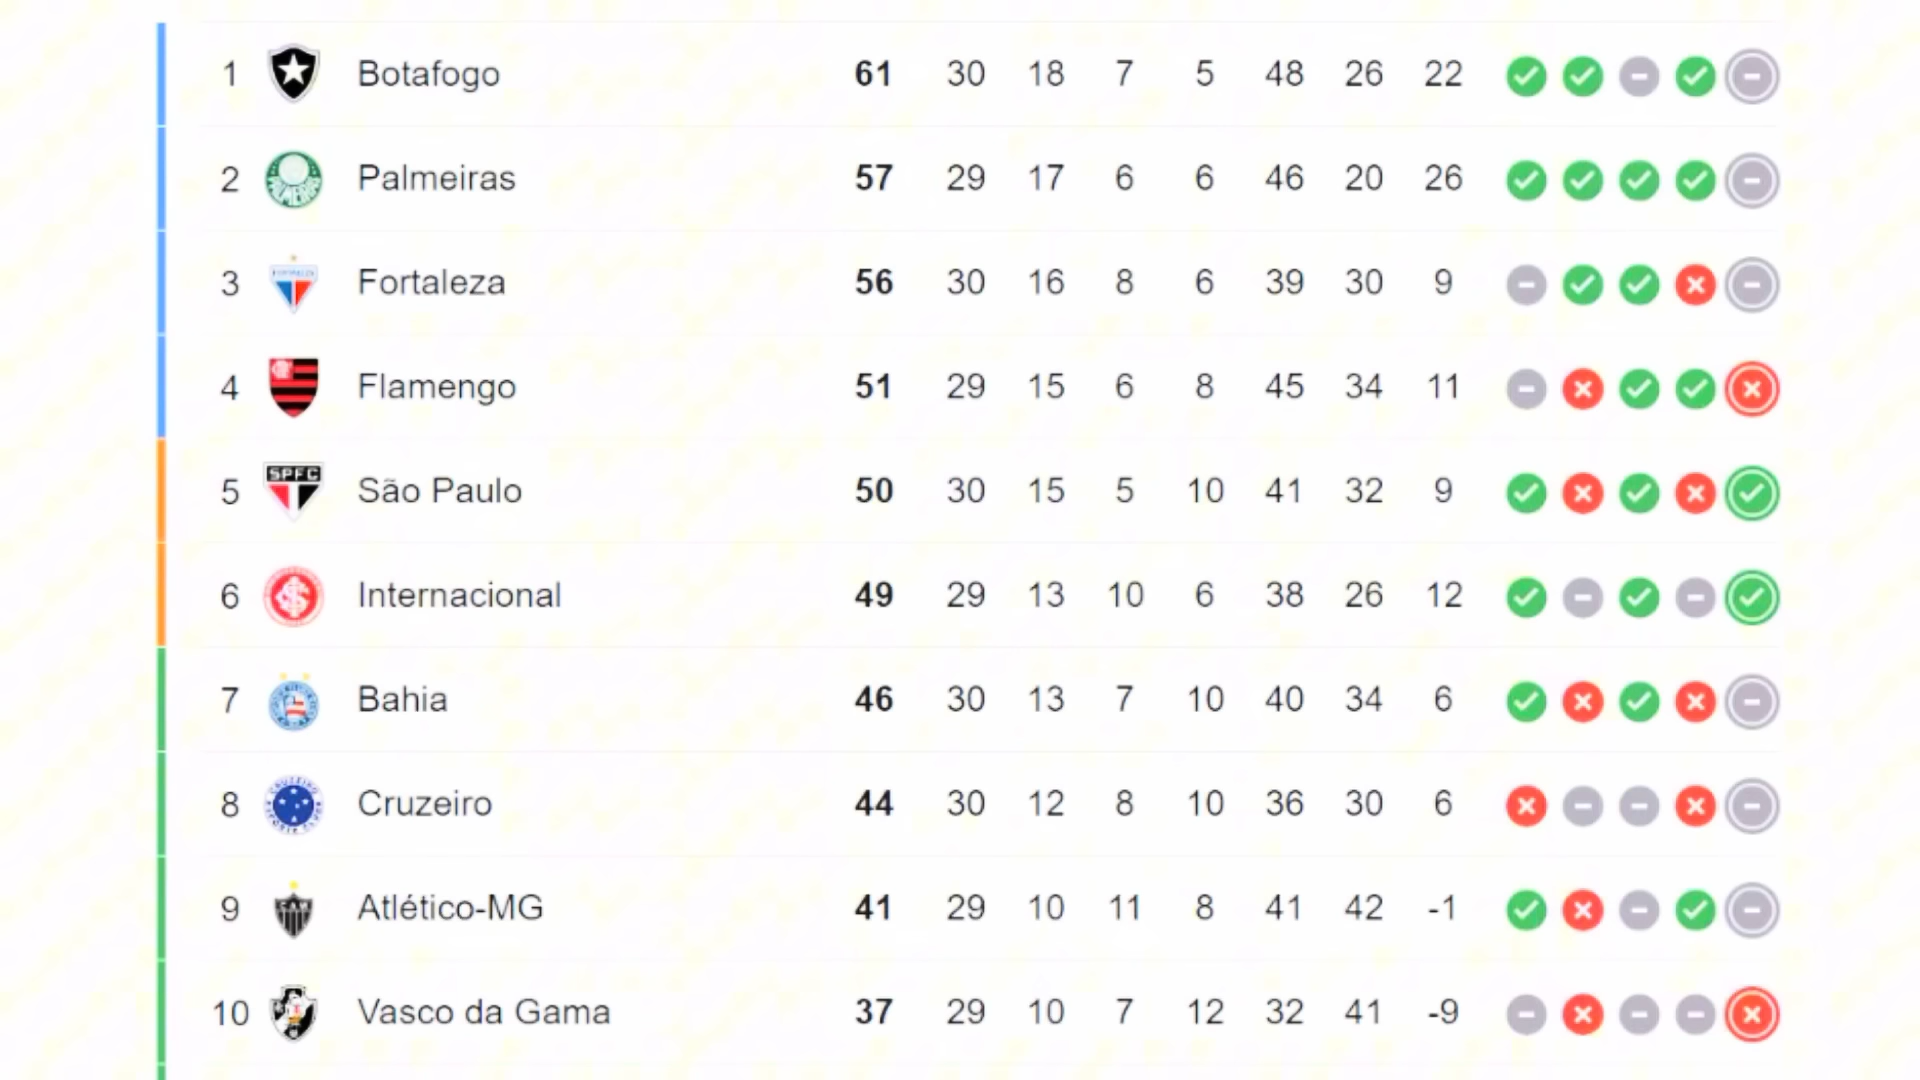 1 Botafogo 61 30 18 7 5 48 26 22
2 Palmeiras 57 29 17 6 6 46 20 26
3 Fortaleza 56 30 16 8 6 39 30 9
4 Flamengo 51 29 15 6 8 45 34 11
5 SPFC São Paulo 50 30 15 5 10 41 32 9
6 Internacional 49 29 13 10 6 38 26 12
7 Bahia 46 30 13 7 10 40 34 6
8 Cruzeiro 44 30 12 8 10 36 30 6
9 CAM Atlético-MG 41 29 10 11 8 41 42 -1
10 Vasco da Gama 37 29 10 7 12 32 41 -9